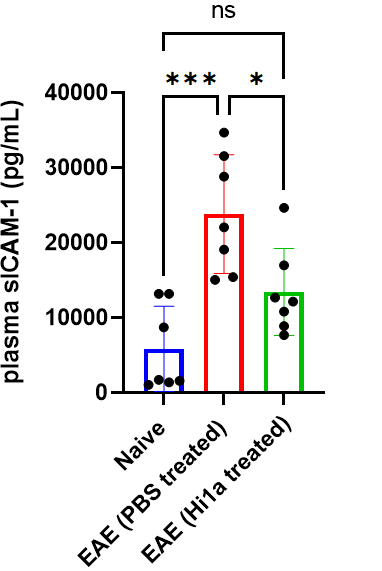 ns
*** *
plasma sICAM-1 (pg/mL)
40000
30000
20000
10000
0
Naive
EAE (PBS treated)
EAE (Hi1a treated)